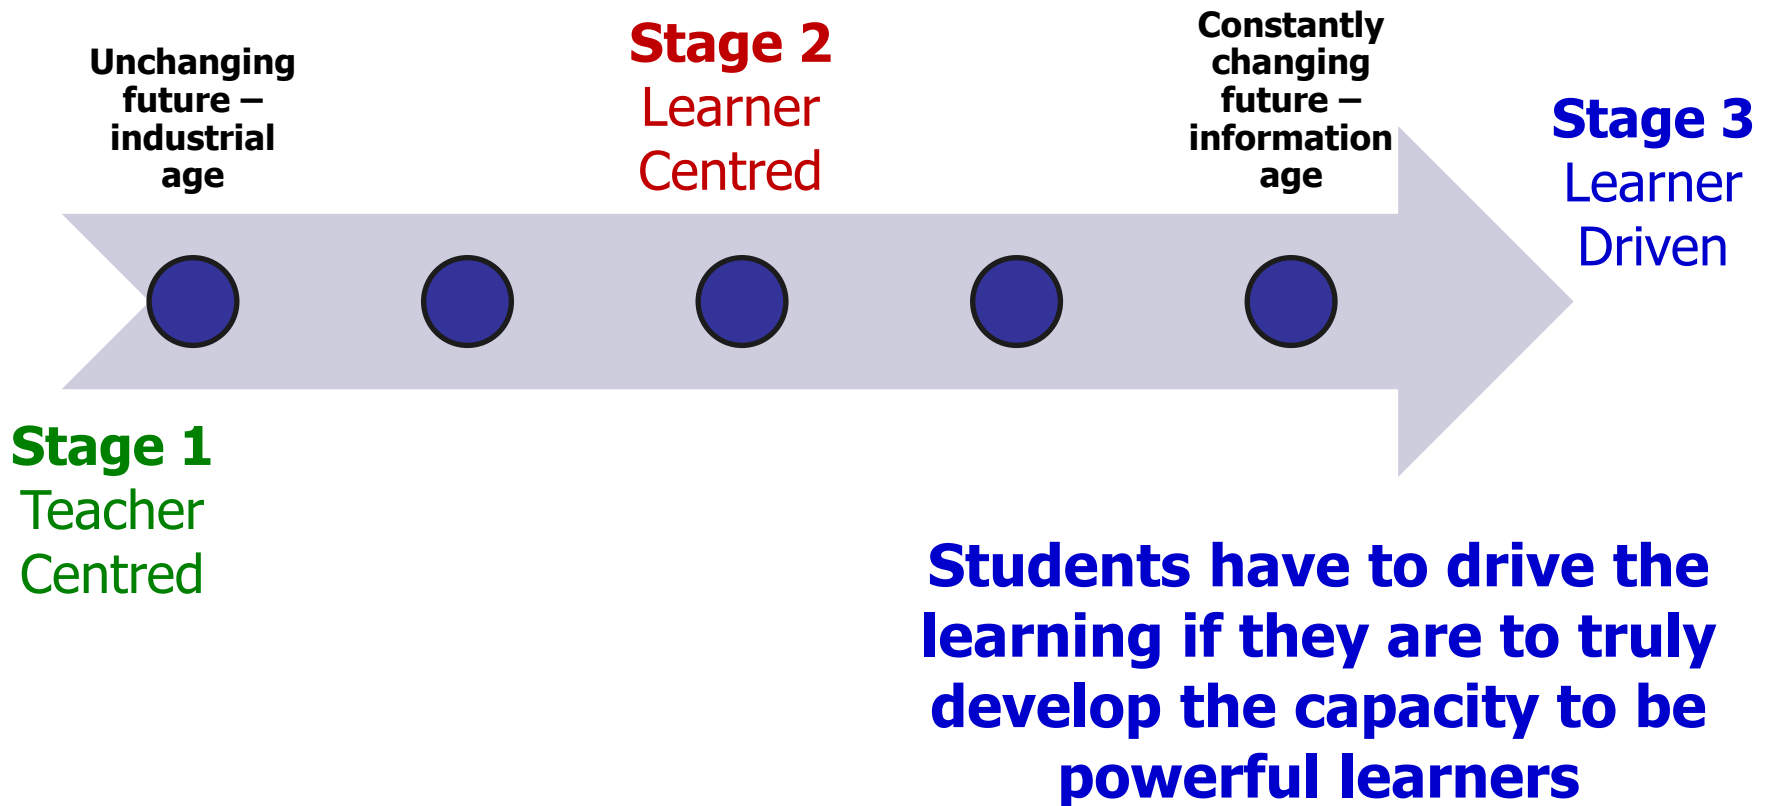 Unchanging
future –
industrial
age
Stage 2
Learner
Centred
Constantly
changing
future –
information
age
Stage 3
Learner
Driven
Stage 1
Teacher
Centred
Students have to drive the
learning if they are to truly
develop the capacity to be
powerful learners